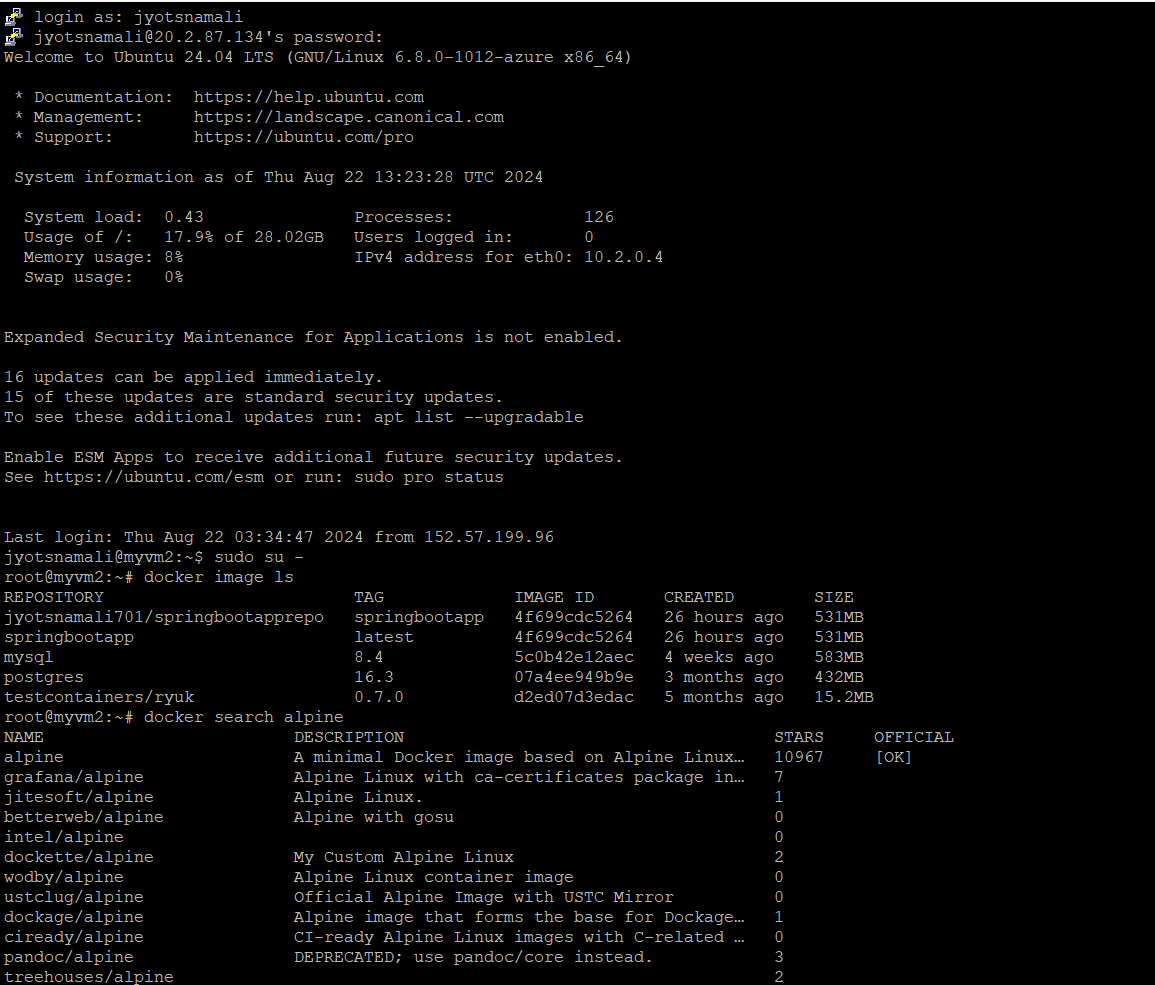 login as: jyotsnamali
jyotsnamali@20.2.87.134's password:
Welcome to Ubuntu 24.04 LTS (GNU/Linux 6.8.0-1012-azure x86_64)
* Documentation:  https://help.ubuntu.com
* Management:     https://landscape.canonical.com
* Support:        https://ubuntu.com/pro
System information as of Thu Aug 22 13:23:28 UTC 2024
System load:  0.43               Processes:             126
Usage of /:   17.9% of 28.02GB   Users logged in:       0
Memory usage: 8%                 IPv4 address for eth0: 10.2.0.4
Swap usage:   0%
Expanded Security Maintenance for Applications is not enabled.
16 updates can be applied immediately.
15 of these updates are standard security updates.
To see these additional updates run: apt list --upgradable
Enable ESM Apps to receive additional future security updates.
See https://ubuntu.com/esm or run: sudo pro status
Last login: Thu Aug 22 03:34:47 2024 from 152.57.199.96
jyotsnamali@myvm2:~$ sudo su -
root@myvm2:~# docker image ls
REPOSITORY                         TAG             IMAGE ID       CREATED        SIZE
jyotsnamali701/springbootapprepo   springbootapp   4f699cdc5264   26 hours ago   531MB
springbootapp                      latest          4f699cdc5264   26 hours ago   531MB
mysql                              8.4             5c0b42e12aec   4 weeks ago    583MB
postgres                           16.3            07a4ee949b9e   3 months ago   432MB
testcontainers/ryuk                0.7.0           d2ed07d3edac   5 months ago   15.2MB
root@myvm2:~# docker search alpine
NAME                         DESCRIPTION                                     STARS     OFFICIAL
alpine                       A minimal Docker image based on Alpine Linux…   10967     [OK]
grafana/alpine               Alpine Linux with ca-certificates package in…   7
jitesoft/alpine              Alpine Linux.                                   1
betterweb/alpine             Alpine with gosu                                0
intel/alpine                                                                 0
dockette/alpine              My Custom Alpine Linux                          2
wodby/alpine                 Alpine Linux container image                    0
ustclug/alpine               Official Alpine Image with USTC Mirror          0
dockage/alpine               Alpine image that forms the base for Dockage…   1
ciready/alpine               CI-ready Alpine Linux images with C-related …   0
pandoc/alpine                DEPRECATED; use pandoc/core instead.            3
treehouses/alpine                                                            2